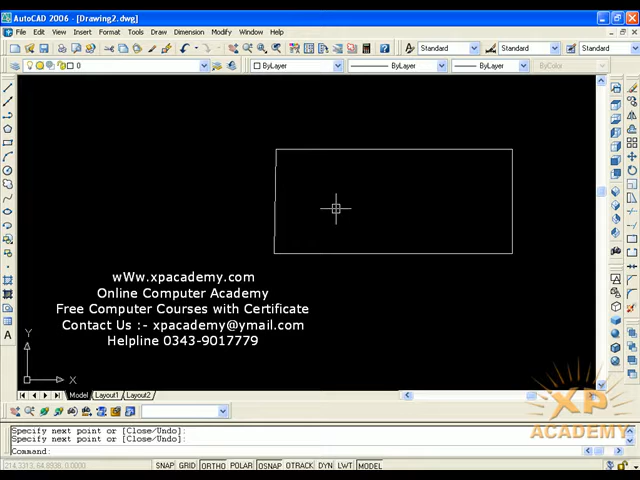 AutoCAD 2006 - [Drawing2.dwg]
File Edit View Insert Format Tools Draw Dimension Modify Window Help
Standard Standard Standard
0 ByLayer ByLayer ByLayer ByColor
wWw.xpacademy.com
Online Computer Academy
Free Computer Courses with Certificate
Contact Us :- xpacademy@ymail.com
Helpline 0343-9017779
Y
X
Model Layout1 Layout2
XP
ACADEMY
Specify next point or [Close/Undo]:
Specify next point or [Close/Undo]:
Command:
SNAP GRID ORTHO POLAR OSNAP OTRACK DYN LWT MODEL